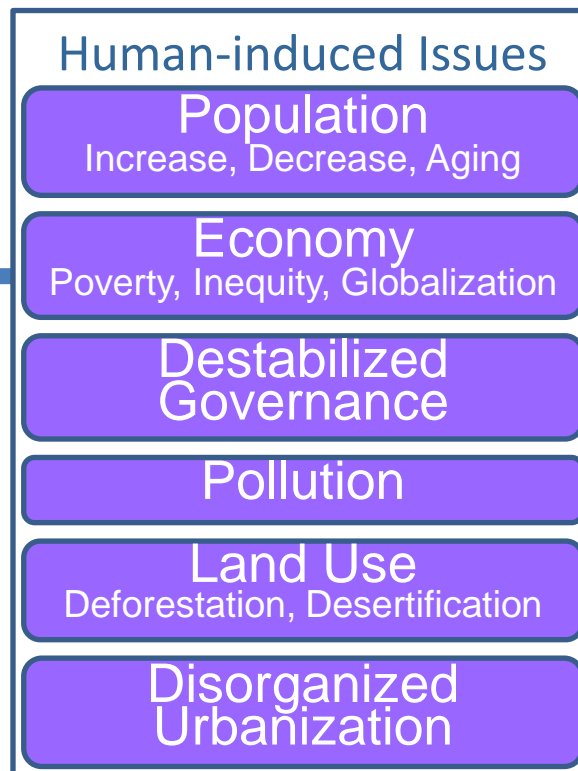 Human-induced Issues
Population
Increase, Decrease, Aging
Economy
Poverty, Inequity, Globalization
Destabilized
Governance
Pollution
Land Use
Deforestation, Desertification
Disorganized
Urbanization